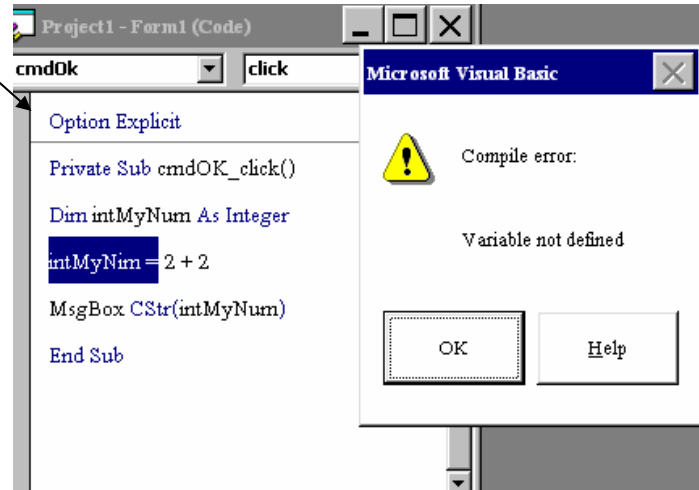 Project1 - Form1 (Code)
cmdOk click
Microsoft Visual Basic
Option Explicit
Private Sub cmdOK_click()
Dim intMyNum As Integer
intMyNim = 2 + 2
MsgBox CStr(intMyNum)
End Sub
Compile error:
Variable not defined
OK Help